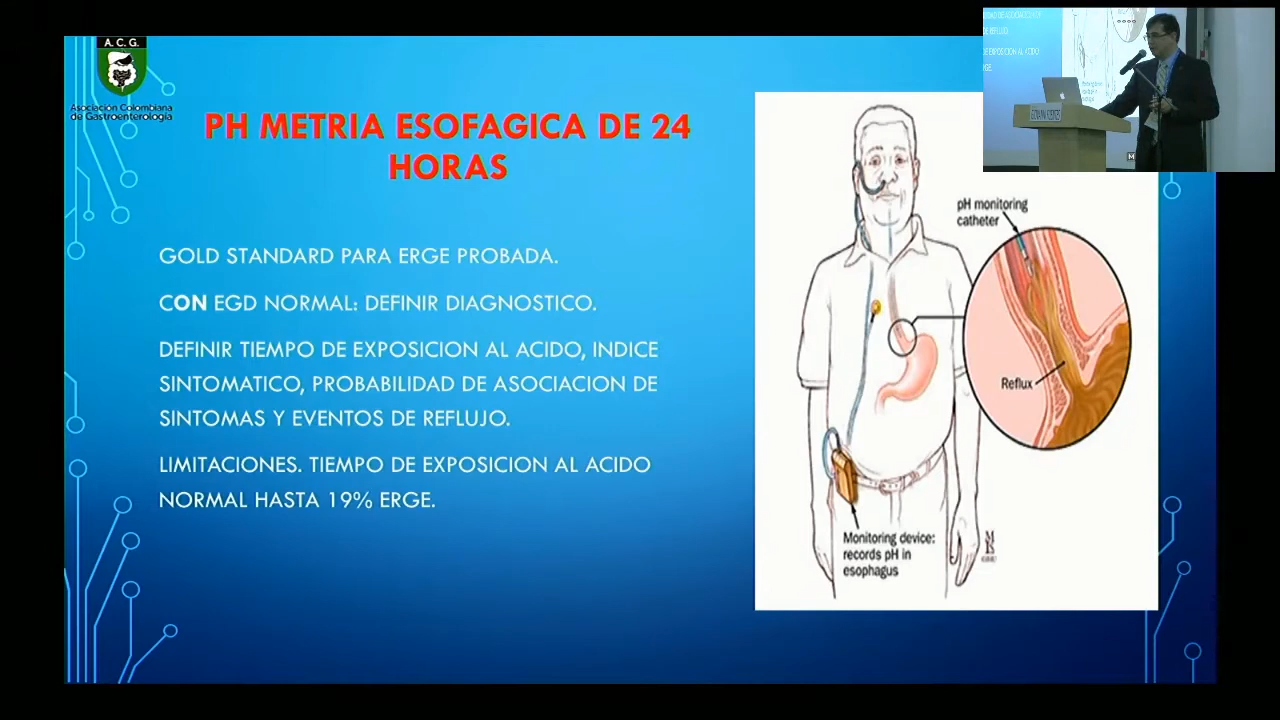 A. C. G.
Asociación Colombiana
de Gastroenterología
PH METRIA ESOFAGICA DE 24
HORAS
GOLD STANDARD PARA ERGE PROBADA.
CON EGD NORMAL: DEFINIR DIAGNOSTICO.
DEFINIR TIEMPO DE EXPOSICION AL ACIDO, INDICE
SINTOMATICO, PROBABILIDAD DE ASOCIACION DE
SINTOMAS Y EVENTOS DE REFLUJO.
LIMITACIONES. TIEMPO DE EXPOSICION AL ACIDO
NORMAL HASTA 19% ERGE.
pH monitoring
catheter
Reflux
Monitoring device:
records pH in
esophagus